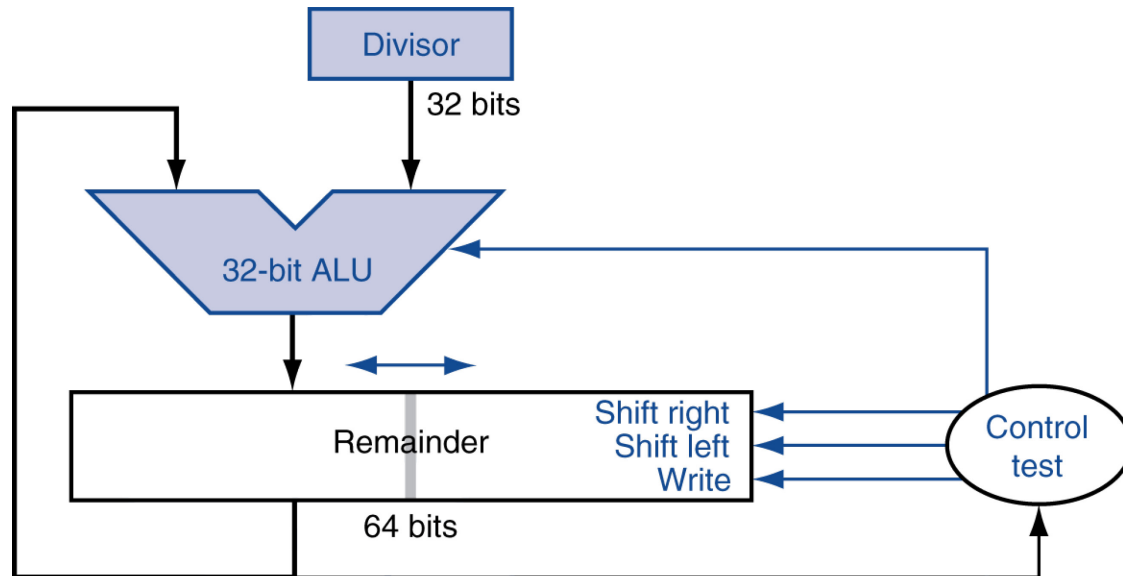 Divisor
32 bits
32-bit ALU
Remainder
Shift right
Shift left
Write
64 bits
Control
test